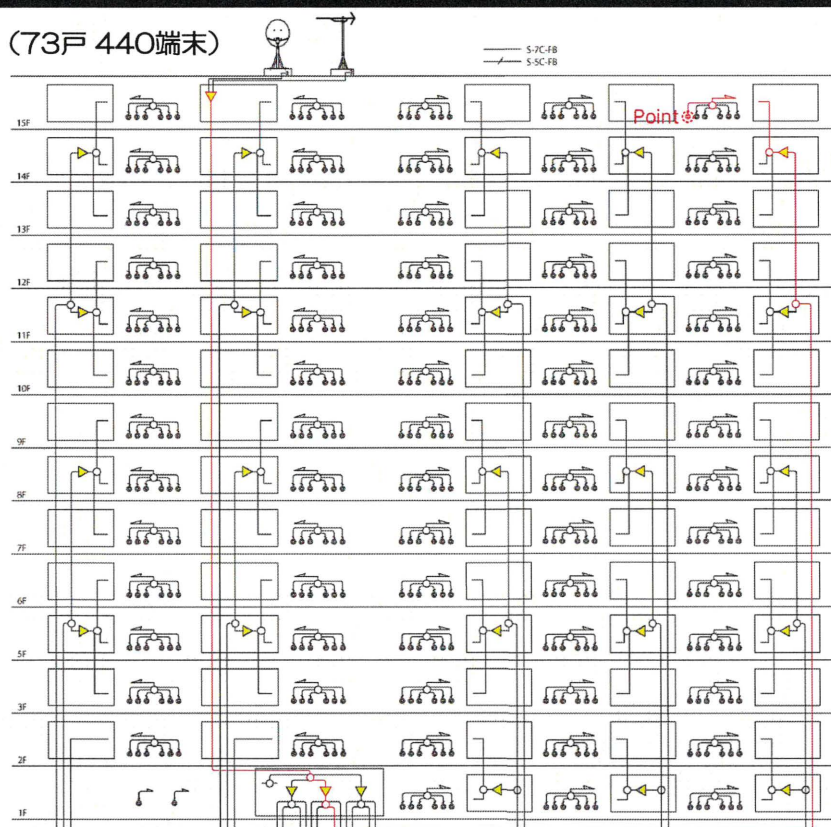 (73戸 440端末)
S-7C-FB
S-5C-FB
15F
Point
14F
13F
12F
11F
10F
9F
8F
7F
6F
5F
3F
2F
1F